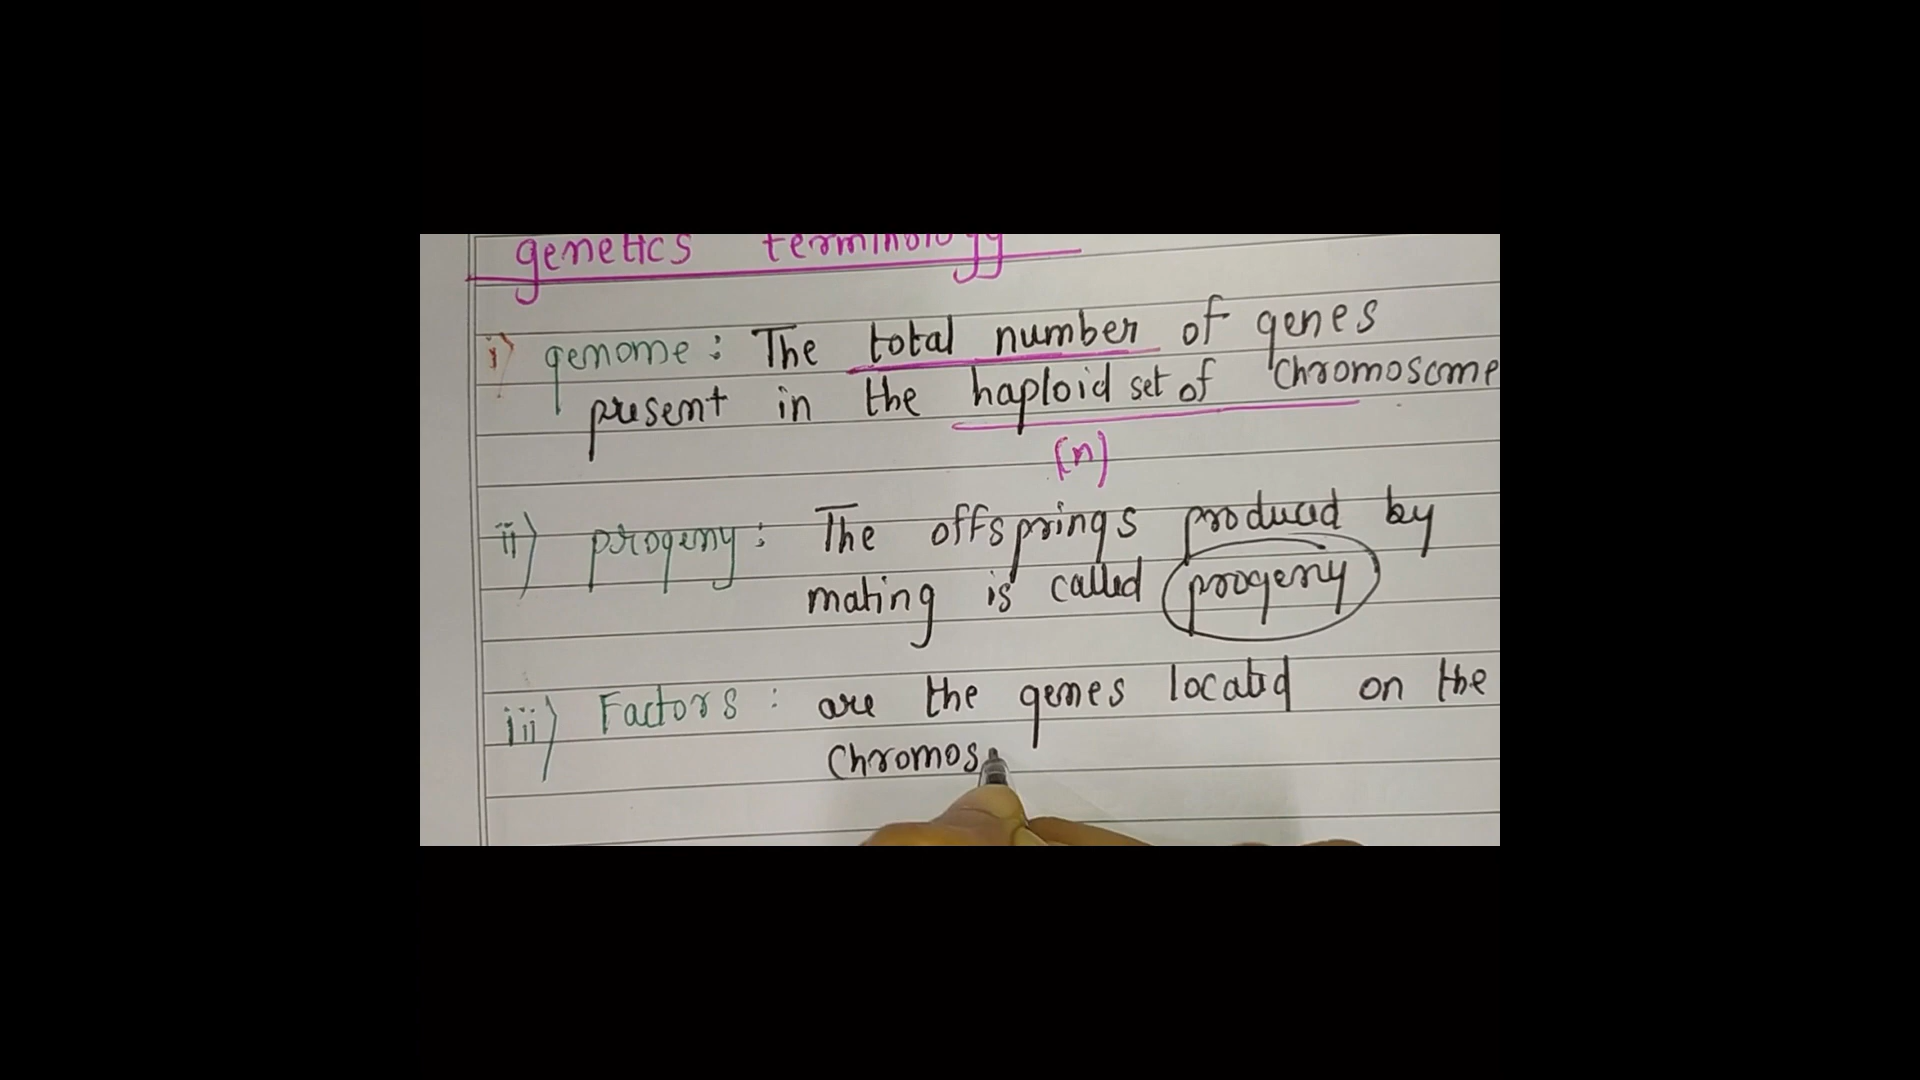 genetics terminology
i) genome : The total number of genes
present in the haploid set of chromosome
(n)
ii) progeny : The offsprings produced by
mating is called progeny
iii) Factors : are the genes located on the
chromos